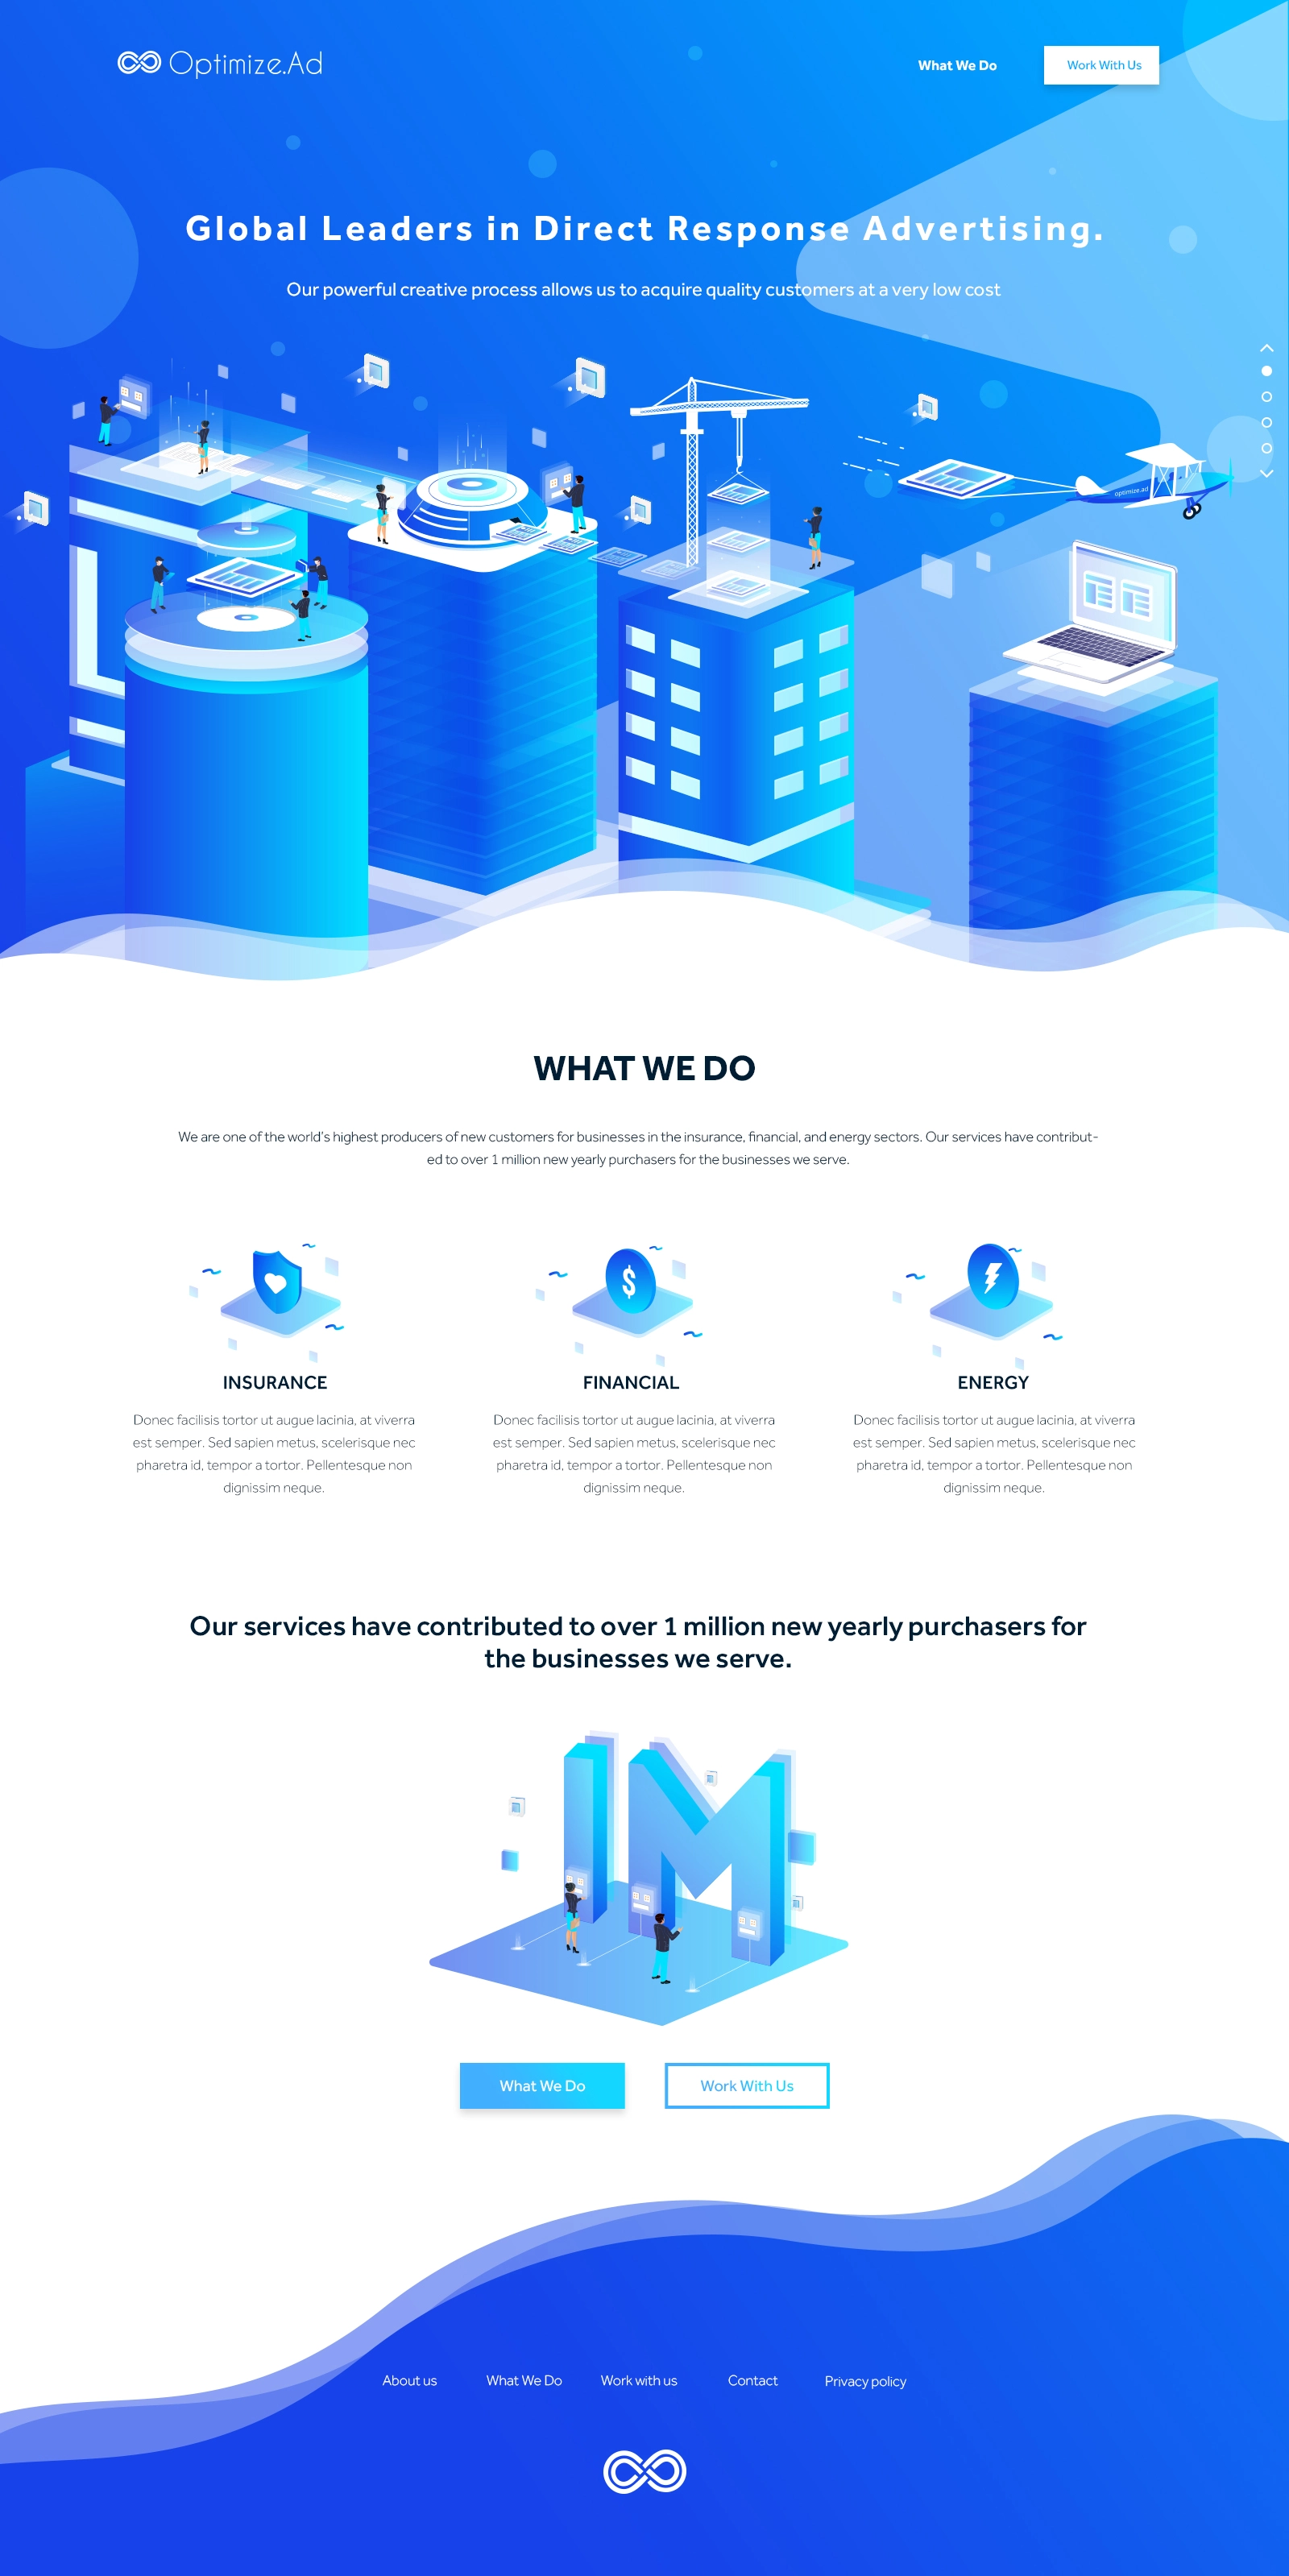 Optimize.Ad
What We Do
Work With Us
Global Leaders in Direct Response Advertising.
Our powerful creative process allows us to acquire quality customers at a very low cost
optimize.ad
WHAT WE DO
We are one of the world's highest producers of new customers for businesses in the insurance, financial, and energy sectors. Our services have contribut-
ed to over 1 million new yearly purchasers for the businesses we serve.
INSURANCE
Donec facilisis tortor ut augue lacinia, at viverra
est semper. Sed sapien metus, scelerisque nec
pharetra id, tempor a tortor. Pellentesque non
dignissim neque.
FINANCIAL
Donec facilisis tortor ut augue lacinia, at viverra
est semper. Sed sapien metus, scelerisque nec
pharetra id, tempor a tortor. Pellentesque non
dignissim neque.
ENERGY
Donec facilisis tortor ut augue lacinia, at viverra
est semper. Sed sapien metus, scelerisque nec
pharetra id, tempor a tortor. Pellentesque non
dignissim neque.
Our services have contributed to over 1 million new yearly purchasers for
the businesses we serve.
1M
What We Do
Work With Us
About us
What We Do
Work with us
Contact
Privacy policy